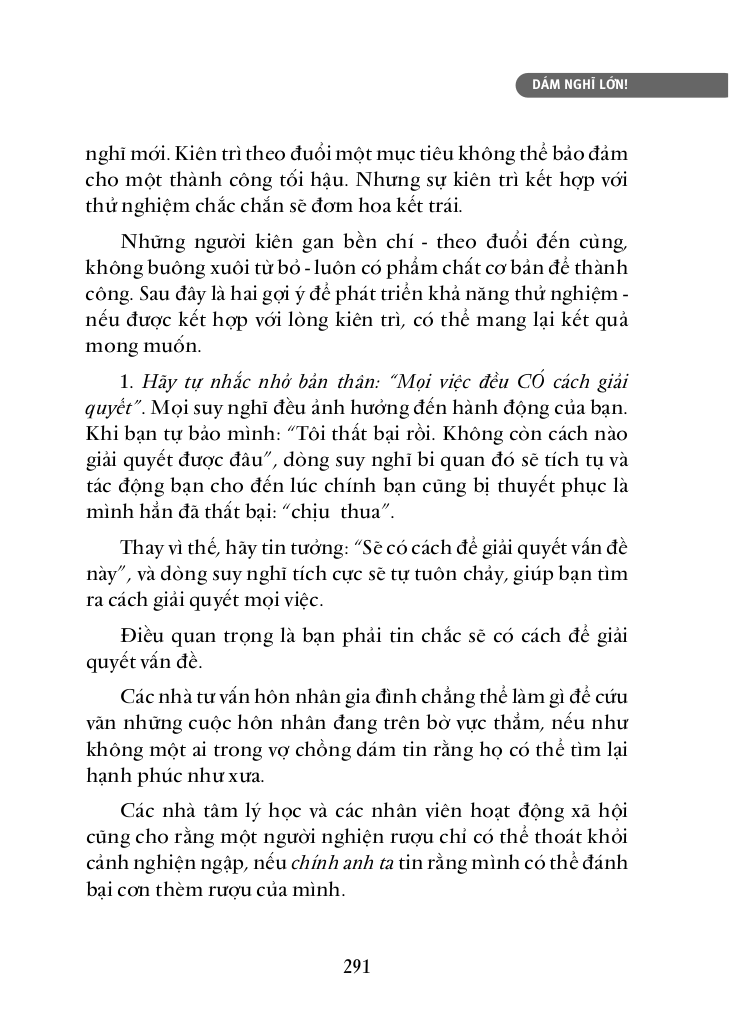 DÁM NGHĨ LỚN!
nghĩ mới. Kiên trì theo đuổi một mục tiêu không thể bảo đảm
cho một thành công tối hậu. Nhưng sự kiên trì kết hợp với
thử nghiệm chắc chắn sẽ đơm hoa kết trái.
Những người kiên gan bền chí - theo đuổi đến cùng,
không buông xuôi từ bỏ - luôn có phẩm chất cơ bản để thành
công. Sau đây là hai gợi ý để phát triển khả năng thử nghiệm -
nếu được kết hợp với lòng kiên trì, có thể mang lại kết quả
mong muốn.
1. Hãy tự nhắc nhở bản thân: “Mọi việc đều CÓ cách giải
quyết”. Mọi suy nghĩ đều ảnh hưởng đến hành động của bạn.
Khi bạn tự bảo mình: “Tôi thất bại rồi. Không còn cách nào
giải quyết được đâu”, dòng suy nghĩ bi quan đó sẽ tích tụ và
tác động bạn cho đến lúc chính bạn cũng bị thuyết phục là
mình hẳn đã thất bại: “chịu thua”.
Thay vì thế, hãy tin tưởng: “Sẽ có cách để giải quyết vấn đề
này”, và dòng suy nghĩ tích cực sẽ tự tuôn chảy, giúp bạn tìm
ra cách giải quyết mọi việc.
Điều quan trọng là bạn phải tin chắc sẽ có cách để giải
quyết vấn đề.
Các nhà tư vấn hôn nhân gia đình chẳng thể làm gì để cứu
vãn những cuộc hôn nhân đang trên bờ vực thẳm, nếu như
không một ai trong vợ chồng dám tin rằng họ có thể tìm lại
hạnh phúc như xưa.
Các nhà tâm lý học và các nhân viên hoạt động xã hội
cũng cho rằng một người nghiện rượu chỉ có thể thoát khỏi
cảnh nghiện ngập, nếu chính anh ta tin rằng mình có thể đánh
bại cơn thèm rượu của mình.
291